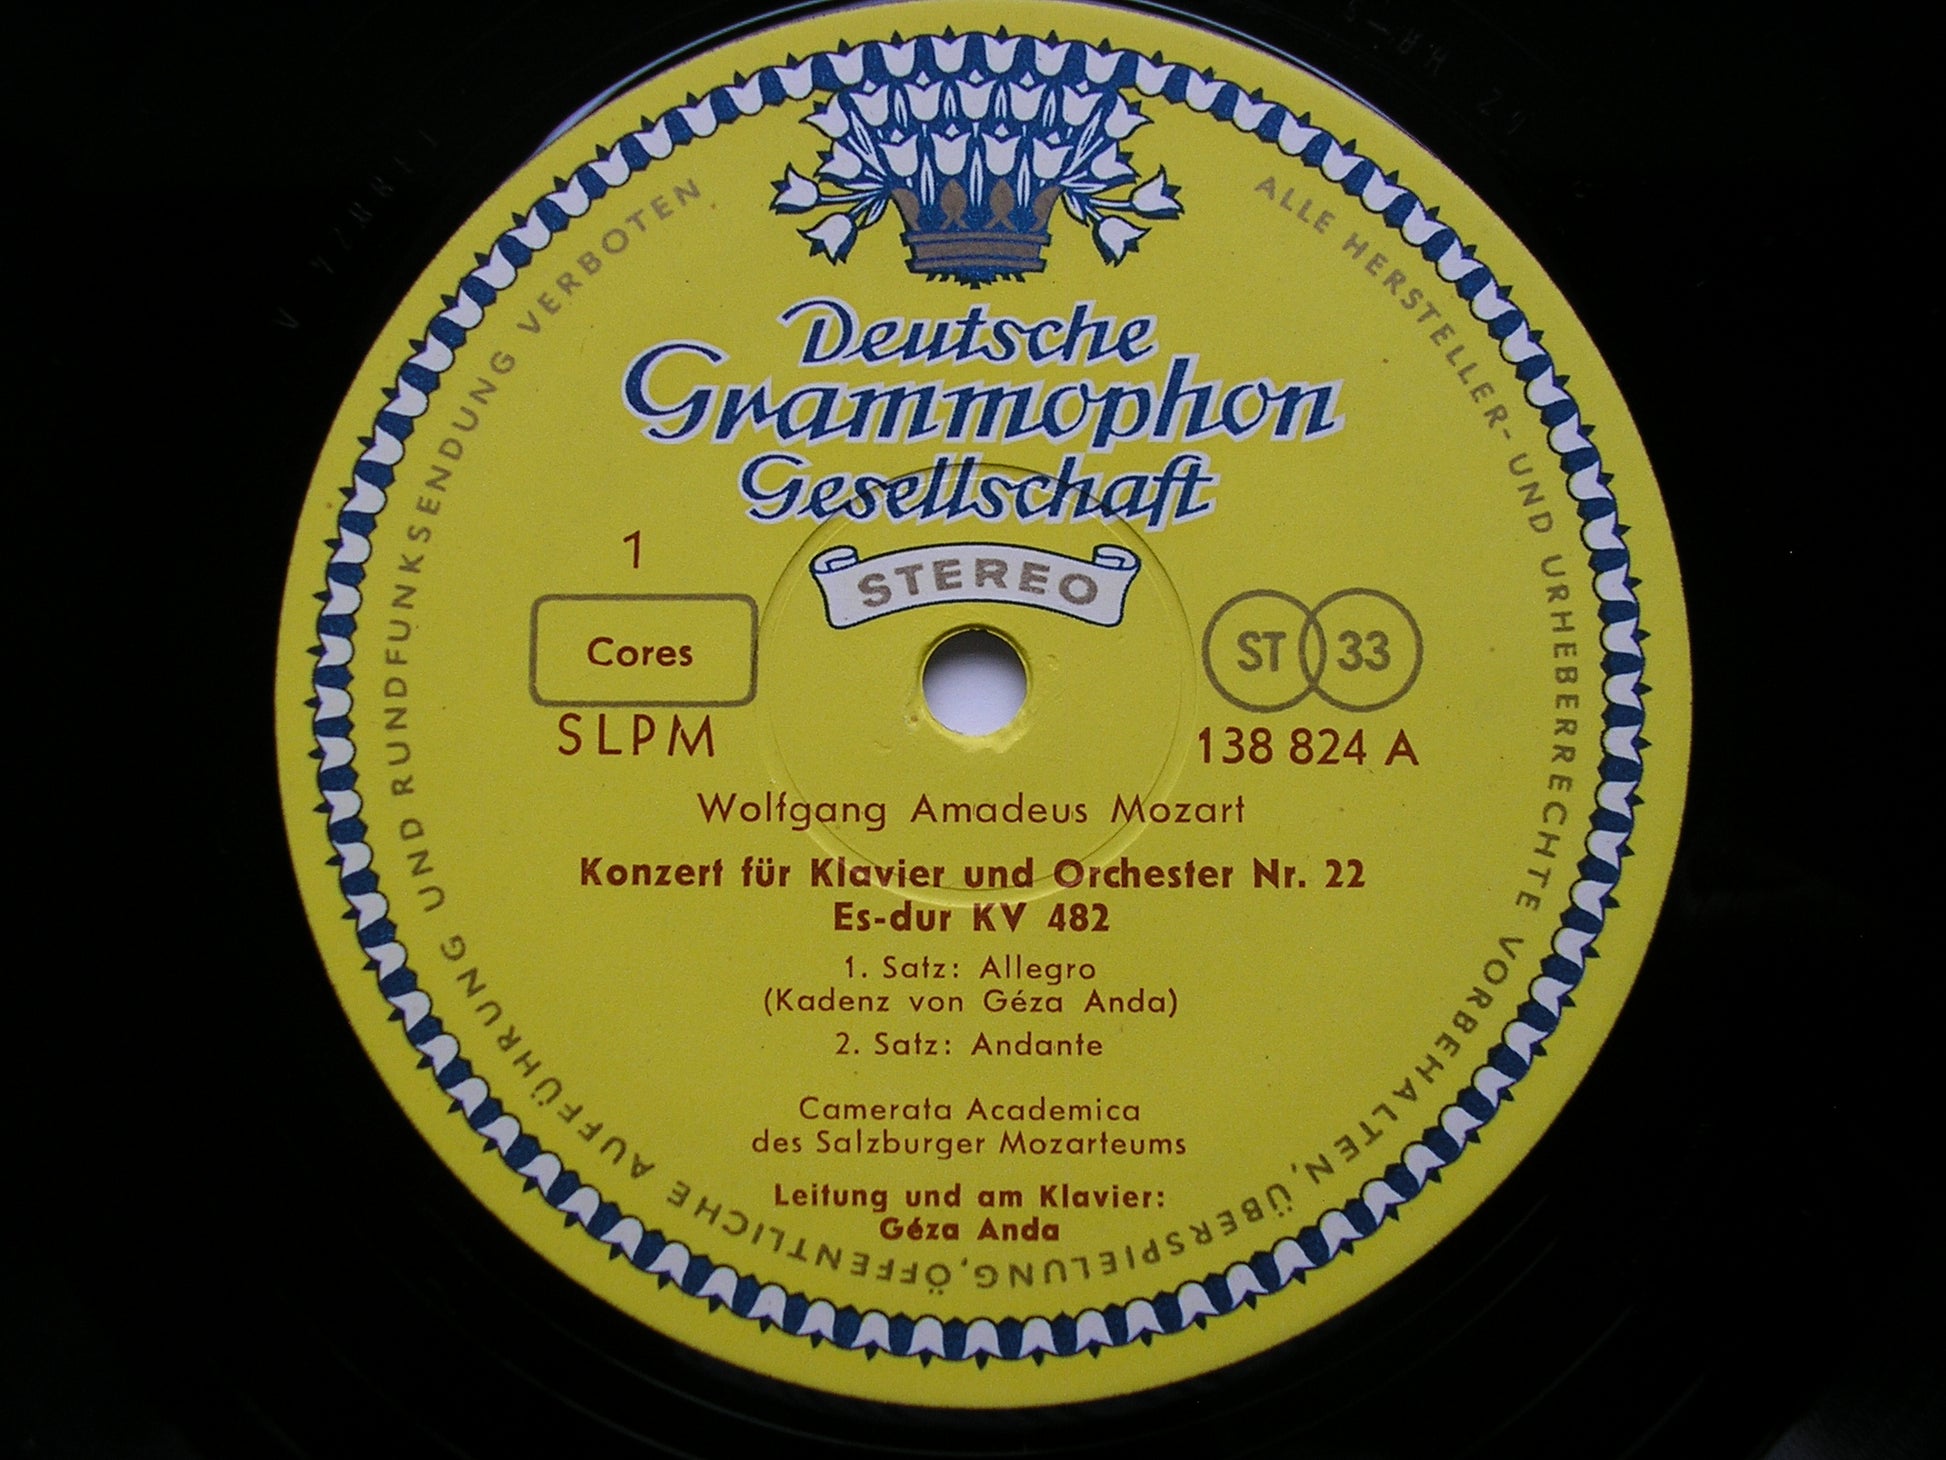 Deutsche
Grammophon
Gesellschaft
STEREO
1
Cores
ST 33
SLPM
138 824 A
Wolfgang Amadeus Mozart
Konzert für Klavier und Orchester Nr. 22
Es-dur KV 482
1. Satz: Allegro
(Kadenz von Géza Anda)
2. Satz: Andante
Camerata Academica
des Salzburger Mozarteums
Leitung und am Klavier:
Géza Anda
ALLE HERSTELLER- UND URHEBERRECHTE VORBEHALTEN, ÜBERSPIELUNG, ÖFFENTLICHE AUFFÜHRUNG UND RUNDFUNKSENDUNG VERBOTEN.